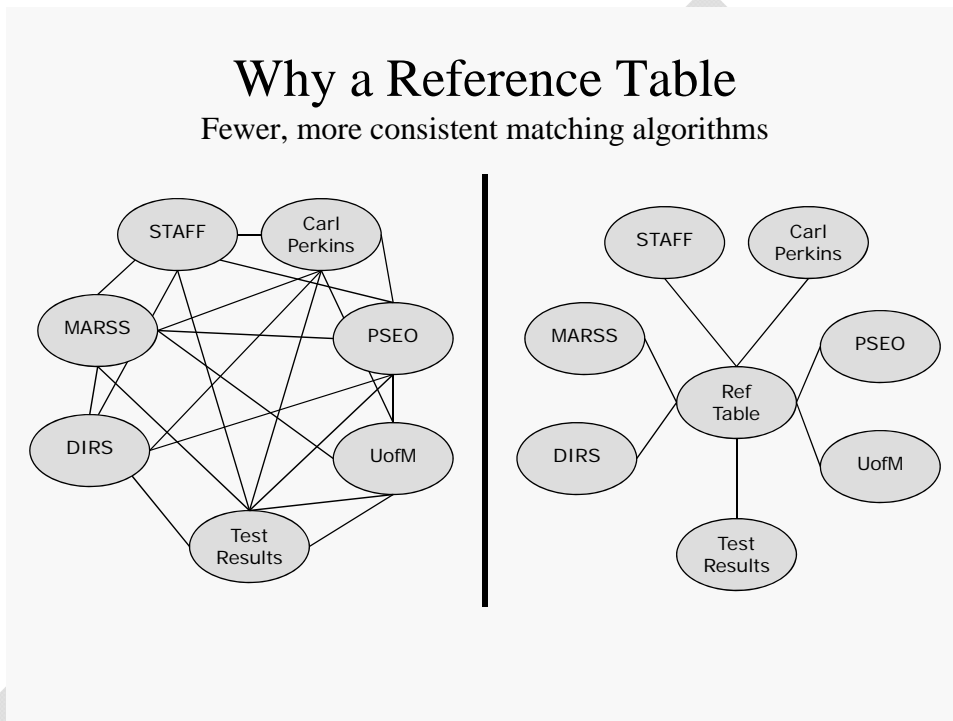 Why a Reference Table
Fewer, more consistent matching algorithms
STAFF
Carl
Perkins
MARSS
PSEO
DIRS
UofM
Test
Results
STAFF
Carl
Perkins
MARSS
PSEO
Ref
Table
DIRS
UofM
Test
Results